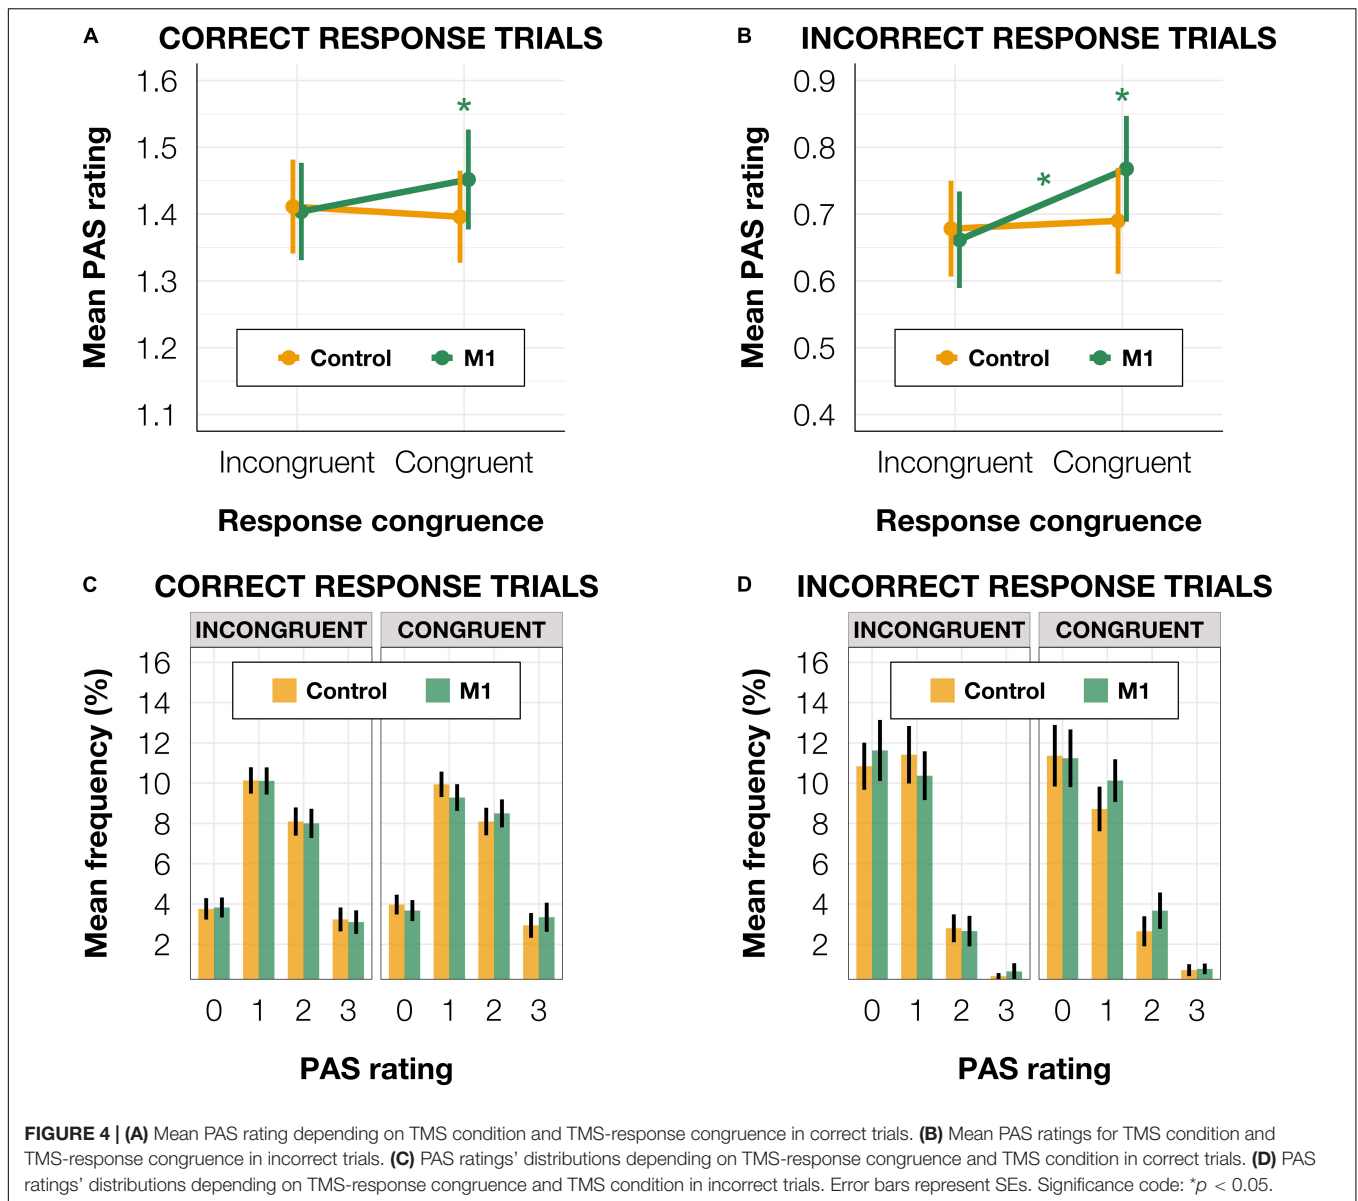 A CORRECT RESPONSE TRIALS
Mean PAS rating
1.6
1.5
1.4
1.3
1.2
1.1
*
Control M1
Incongruent Congruent
Response congruence
B INCORRECT RESPONSE TRIALS
Mean PAS rating
0.9
0.8
0.7
0.6
0.5
0.4
*
*
Control M1
Incongruent Congruent
Response congruence
C CORRECT RESPONSE TRIALS
INCONGRUENT CONGRUENT
Mean frequency (%)
16
14
12
10
8
6
4
2
Control M1
0 1 2 3 0 1 2 3
PAS rating
D INCORRECT RESPONSE TRIALS
INCONGRUENT CONGRUENT
Mean frequency (%)
16
14
12
10
8
6
4
2
Control M1
0 1 2 3 0 1 2 3
PAS rating
FIGURE 4 | (A) Mean PAS rating depending on TMS condition and TMS-response congruence in correct trials. (B) Mean PAS ratings for TMS condition and
TMS-response congruence in incorrect trials. (C) PAS ratings' distributions depending on TMS-response congruence and TMS condition in correct trials. (D) PAS
ratings' distributions depending on TMS-response congruence and TMS condition in incorrect trials. Error bars represent SEs. Significance code: *p < 0.05.